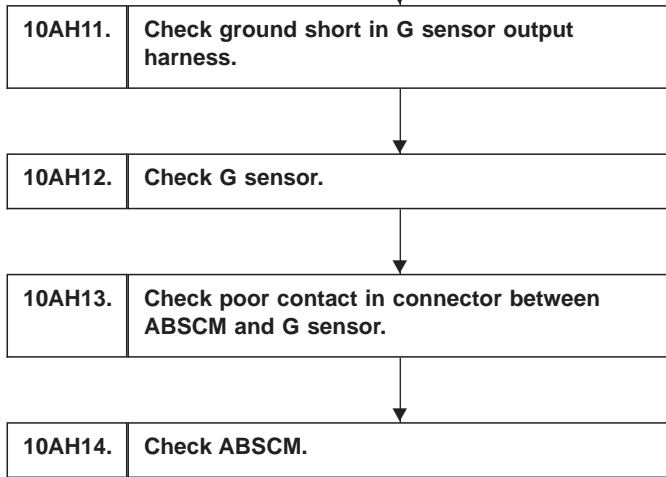 10AH11. Check ground short in G sensor output
harness.
10AH12. Check G sensor.
10AH13. Check poor contact in connector between
ABSCM and G sensor.
10AH14. Check ABSCM.